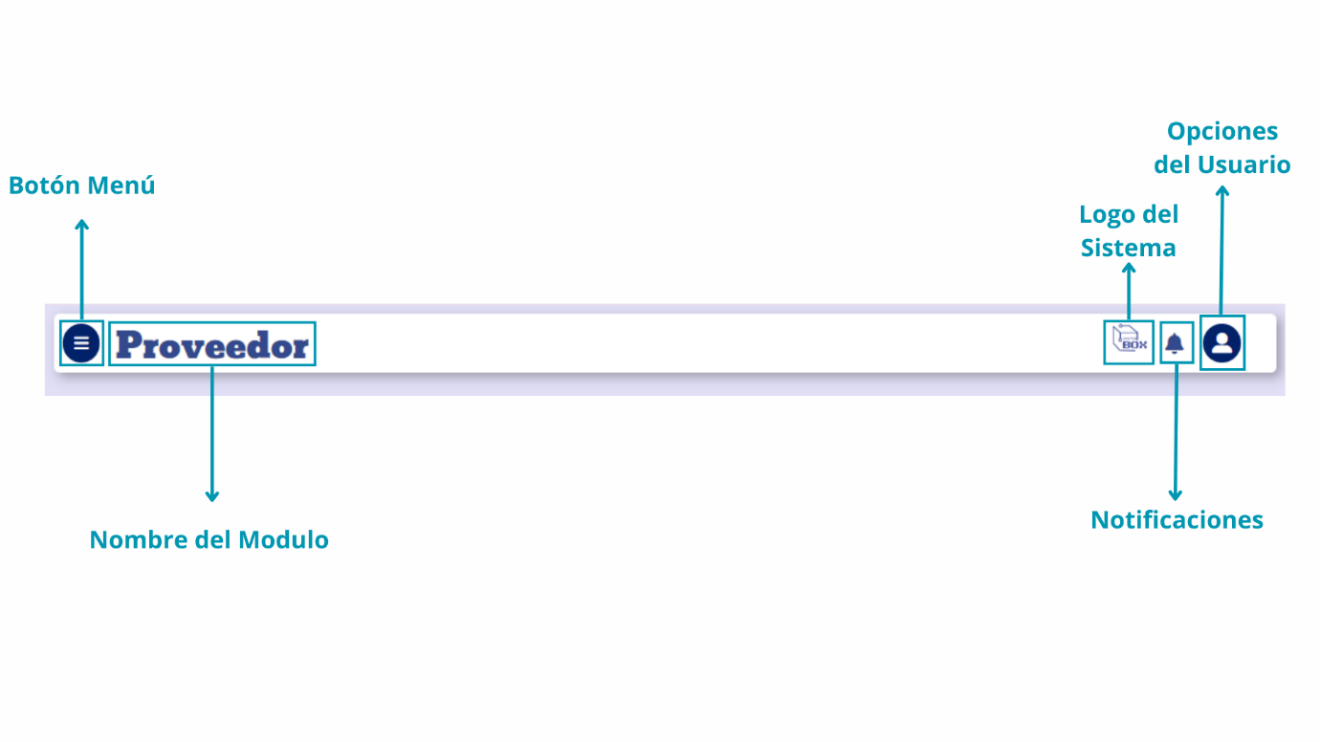 Opciones
del Usuario
Botón Menú
Logo del
Sistema
Proveedor
BOX
Nombre del Modulo
Notificaciones